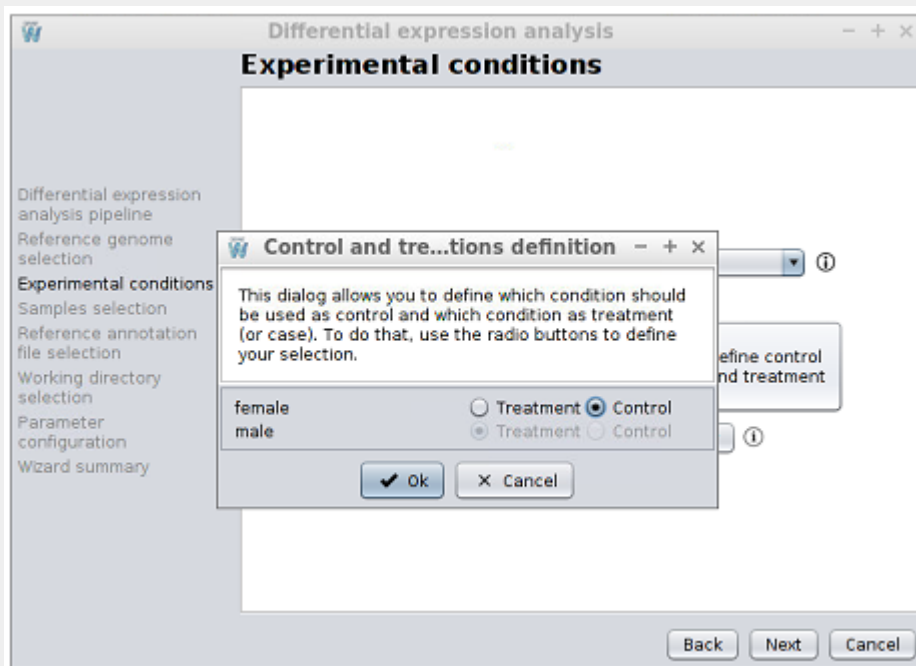 Differential expression analysis
Experimental conditions
Differential expression
analysis pipeline
Reference genome
selection
Experimental conditions
Samples selection
Reference annotation
file selection
Working directory
selection
Parameter
configuration
Wizard summary
Control and tre...tions definition
This dialog allows you to define which condition should
be used as control and which condition as treatment
(or case). To do that, use the radio buttons to define
your selection.
female Treatment Control
male Treatment Control
Ok Cancel
efine control
nd treatment
Back Next Cancel